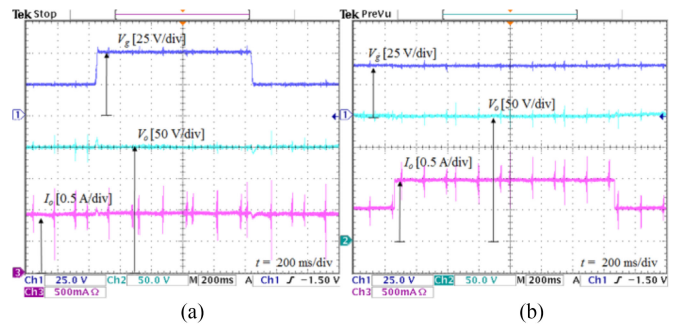 Tek Stop
Vg [25 V/div]
1
Vo [50 V/div]
Io [0.5 A/div]
t = 200 ms/div
3
Ch1 25.0 V Ch2 50.0 V M 200ms A Ch1 ∫ −1.50 V
Ch3 500mA Ω
(a)
Tek PreVu
Vg [25 V/div]
1
Vo [50 V/div]
Io [0.5 A/div]
2
t = 200 ms/div
Ch1 25.0 V Ch2 50.0 V M 200ms A Ch1 ∫ −1.50 V
Ch3 500mA Ω
(b)